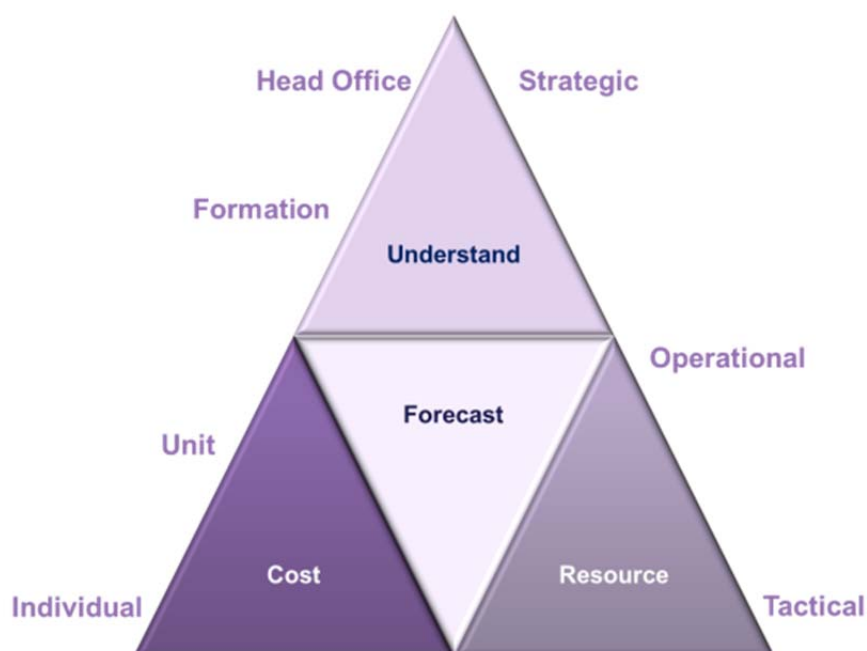 Head Office
Strategic
Formation
Understand
Operational
Forecast
Unit
Cost
Resource
Individual
Tactical